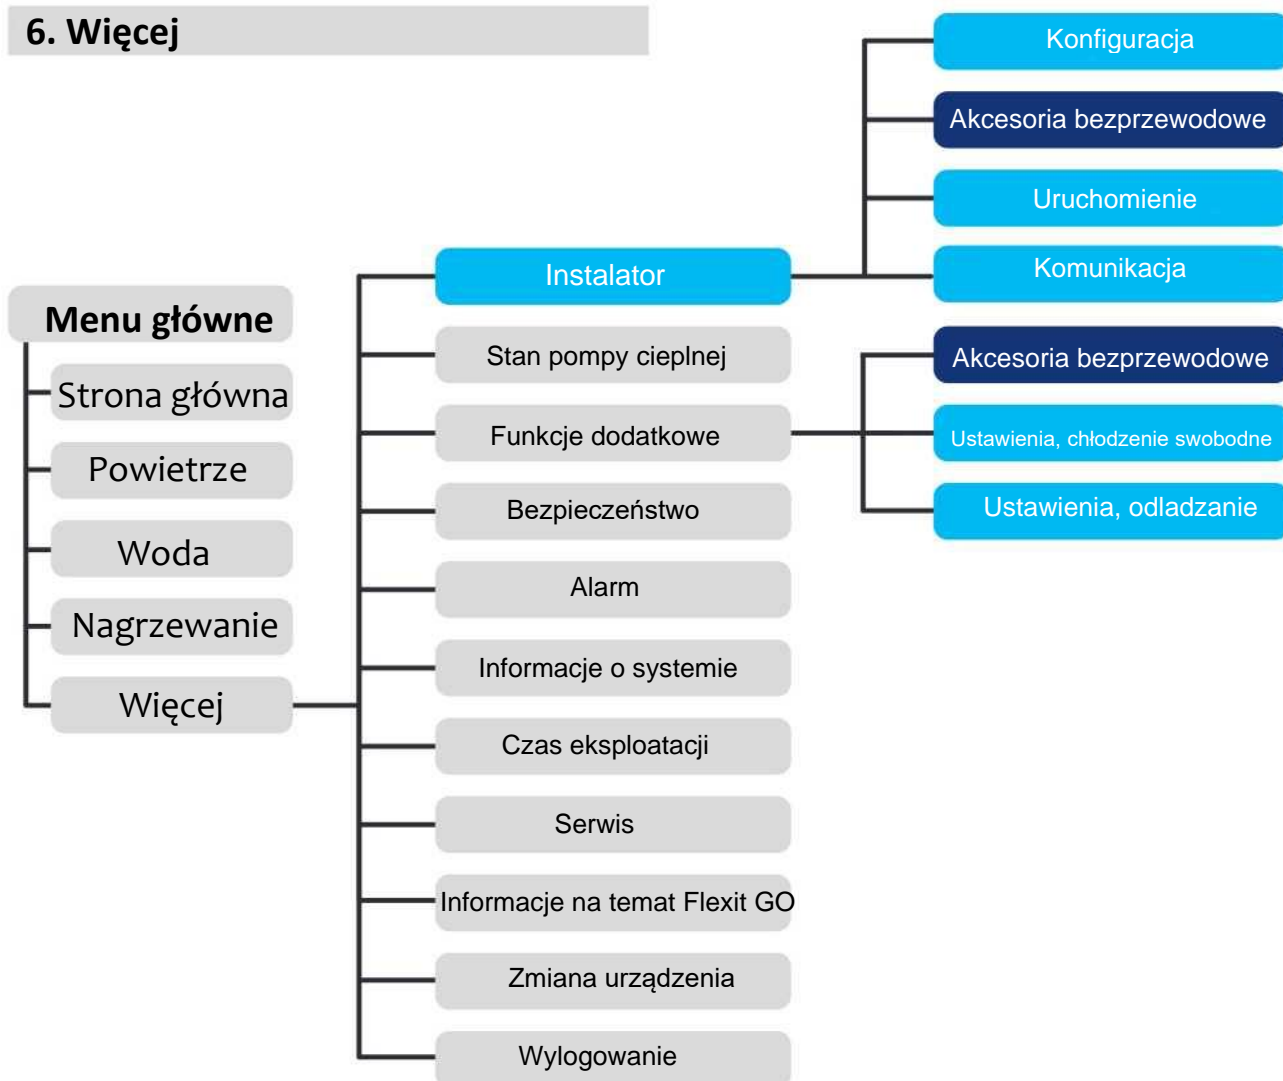 6. Więcej
Menu główne
Strona główna
Powietrze
Woda
Nagrzewanie
Więcej
Instalator
Stan pompy cieplnej
Funkcje dodatkowe
Bezpieczeństwo
Alarm
Informacje o systemie
Czas eksploatacji
Serwis
Informacje na temat Flexit GO
Zmiana urządzenia
Wylogowanie
Konfiguracja
Akcesoria bezprzewodowe
Uruchomienie
Komunikacja
Akcesoria bezprzewodowe
Ustawienia, chłodzenie swobodne
Ustawienia, odladzanie